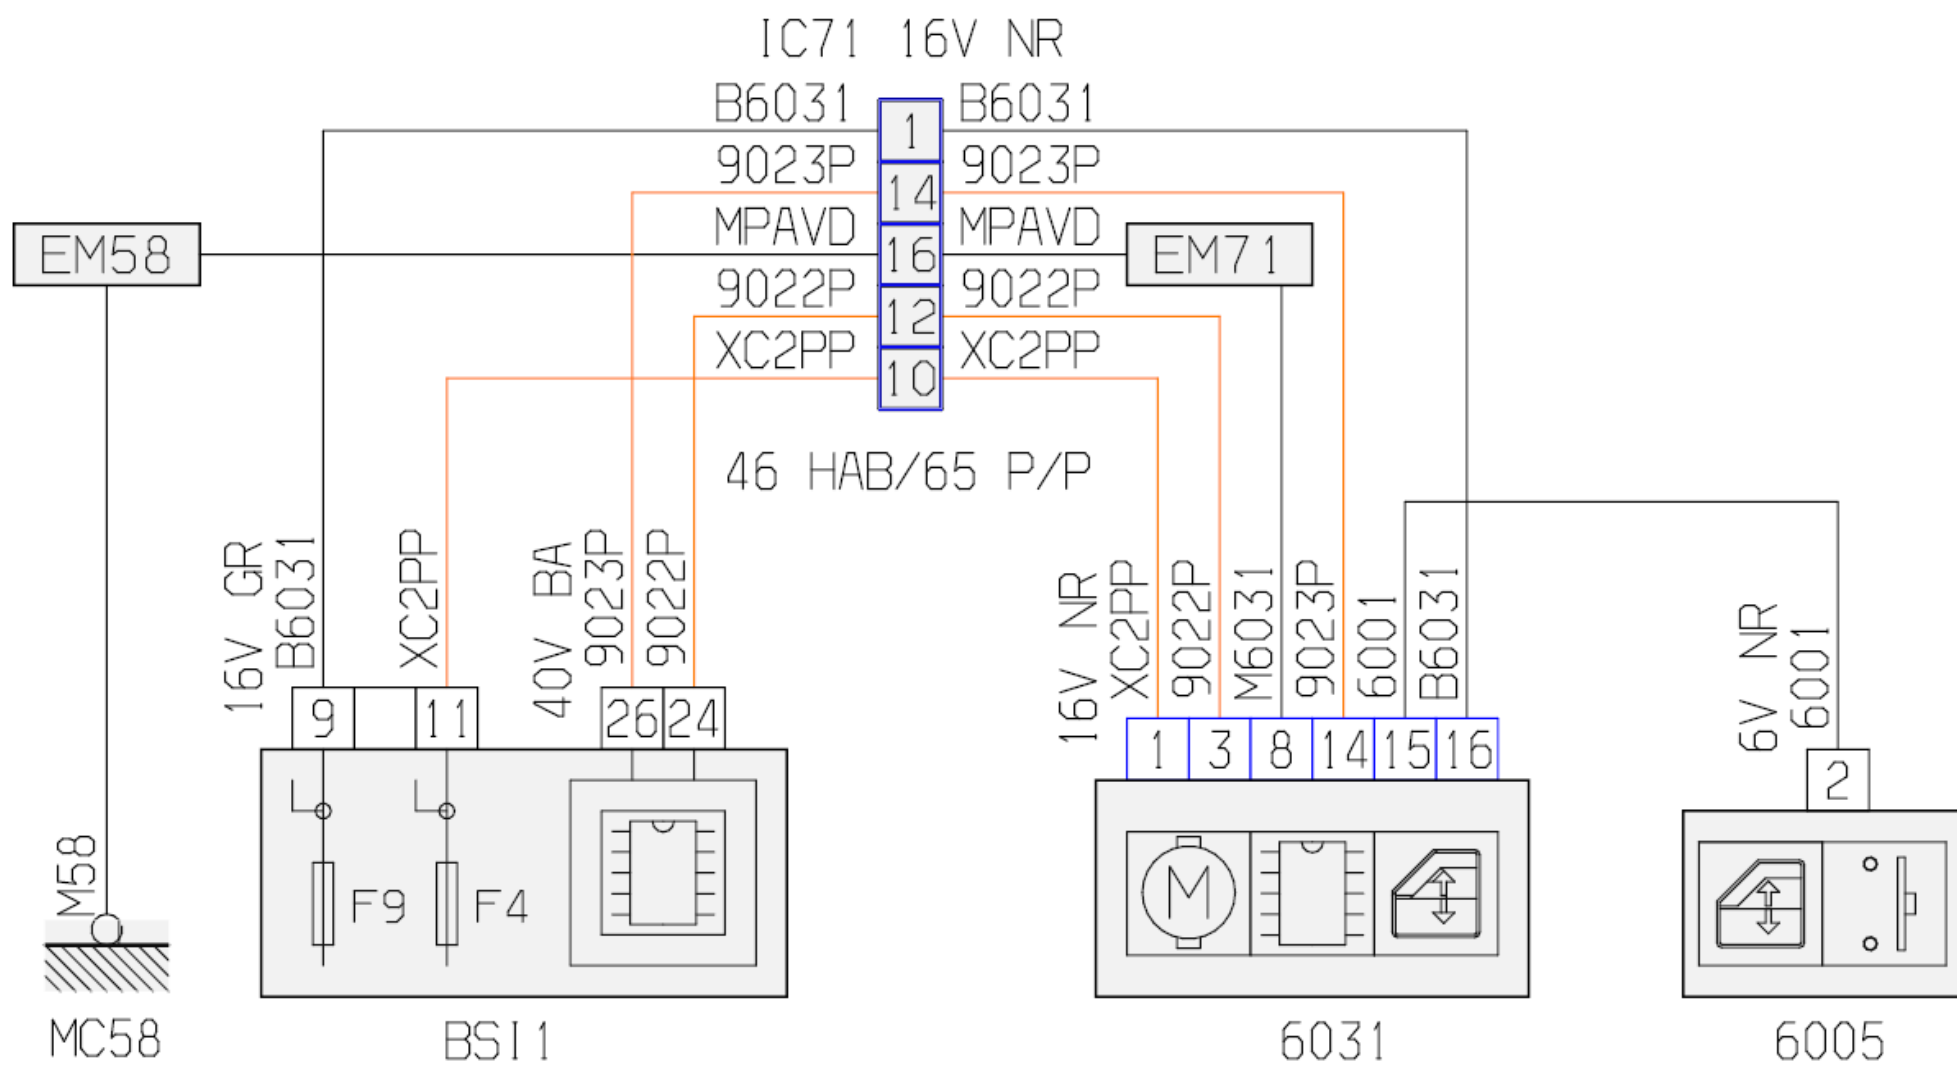 IC71 16V NR
B6031 1 B6031
9023P 14 9023P
MPAVD 16 MPAVD
EM58
EM71
9022P 12 9022P
XC2PP 10 XC2PP
46 HAB/65 P/P
16V GR
B6031
XC2PP
40V BA
9023P
9022P
16V NR
XC2PP
9022P
M6031
9023P
6001
B6031
6V NR
6001
9 11 26 24
1 3 8 14 15 16
2
M58
F9 F4
M
MC58 BSI1 6031 6005